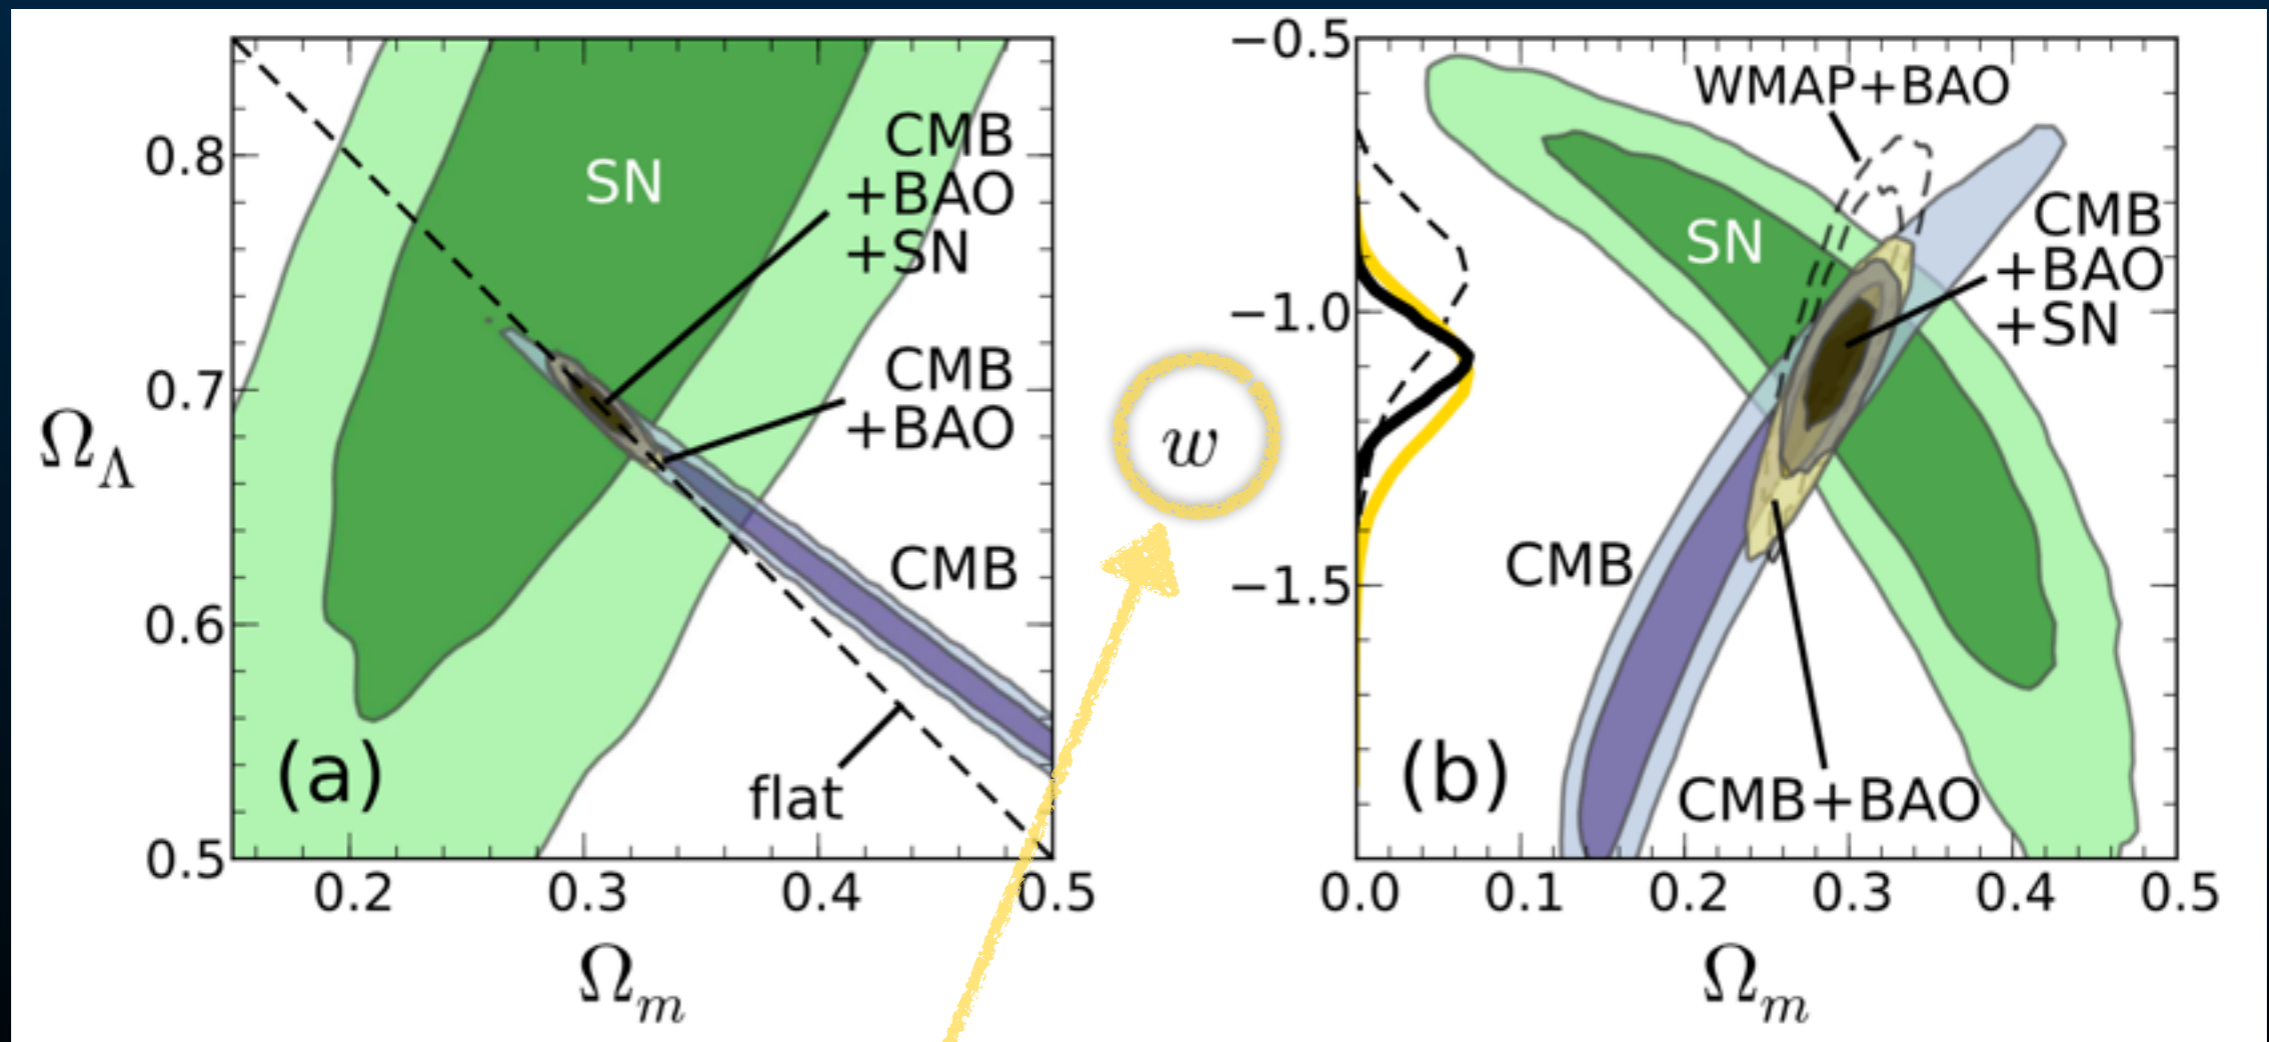 0.8
0.7
0.6
0.5
Ω_Λ
SN
CMB
+BAO
+SN
CMB
+BAO
CMB
flat
(a)
0.2 0.3 0.4 0.5
Ω_m
w
−0.5
−1.0
−1.5
WMAP+BAO
SN
CMB
+BAO
+SN
CMB
CMB+BAO
(b)
0.0 0.1 0.2 0.3 0.4 0.5
Ω_m